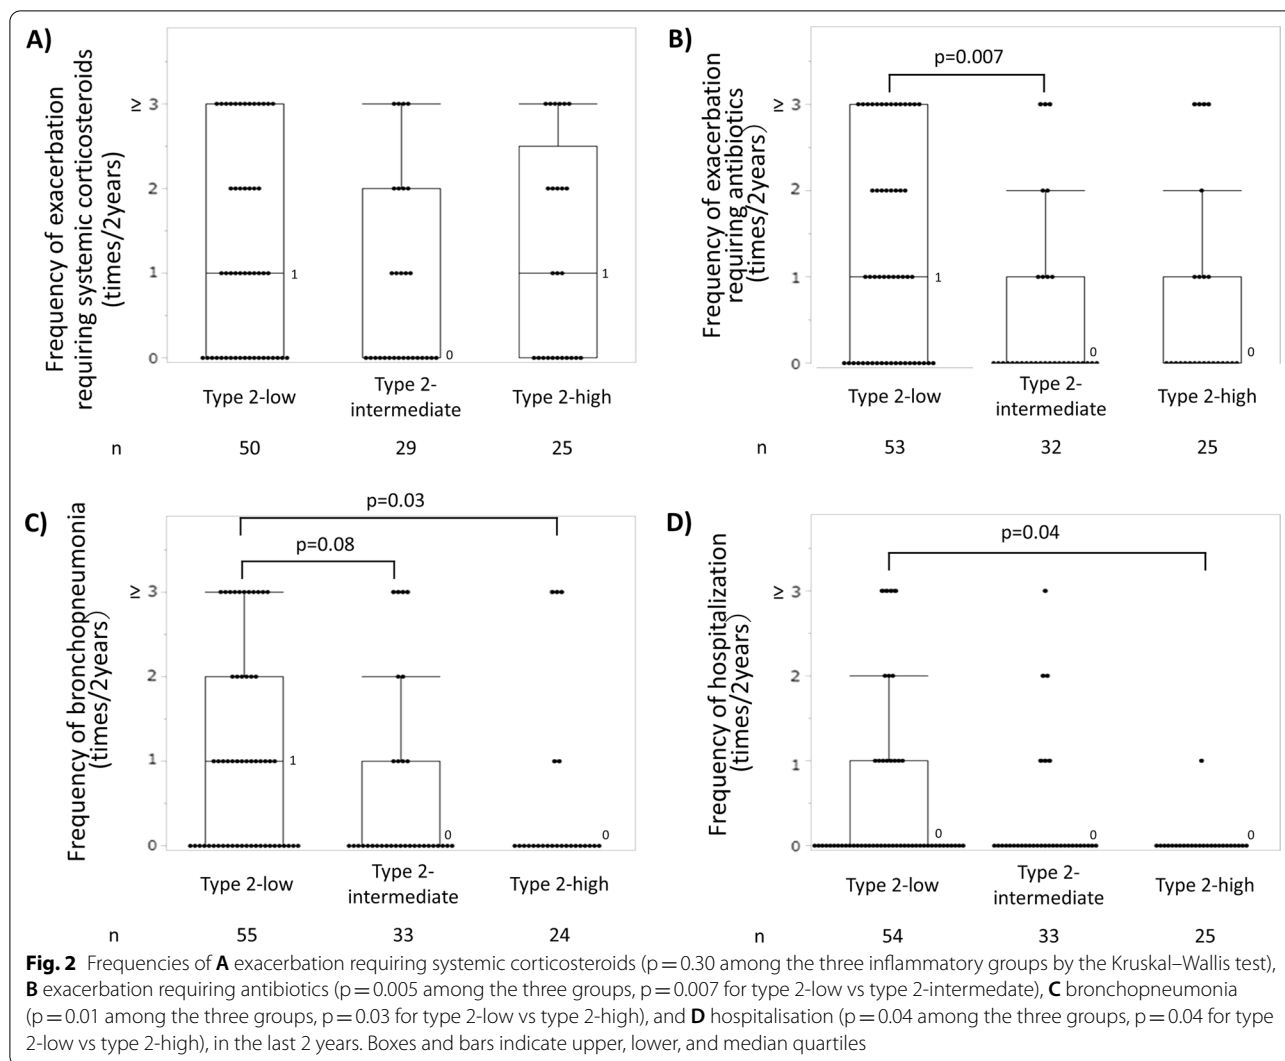 A)
Frequency of exacerbation
requiring systemic corticosteroids
(times/2years)
≥ 3
2
1
0
1
0
1
Type 2-low
Type 2-
intermediate
Type 2-high
n 50 29 25
B)
Frequency of exacerbation
requiring antibiotics
(times/2years)
p=0.007
≥ 3
2
1
0
1
0
0
Type 2-low
Type 2-
intermediate
Type 2-high
n 53 32 25
C)
Frequency of bronchopneumonia
(times/2years)
p=0.03
p=0.08
≥ 3
2
1
0
1
0
0
Type 2-low
Type 2-
intermediate
Type 2-high
n 55 33 24
D)
Frequency of hospitalization
(times/2years)
p=0.04
≥ 3
2
1
0
0
0
0
Type 2-low
Type 2-
intermediate
Type 2-high
n 54 33 25
Fig. 2 Frequencies of A exacerbation requiring systemic corticosteroids (p = 0.30 among the three inflammatory groups by the Kruskal–Wallis test),
B exacerbation requiring antibiotics (p = 0.005 among the three groups, p = 0.007 for type 2-low vs type 2-intermedate), C bronchopneumonia
(p = 0.01 among the three groups, p = 0.03 for type 2-low vs type 2-high), and D hospitalisation (p = 0.04 among the three groups, p = 0.04 for type
2-low vs type 2-high), in the last 2 years. Boxes and bars indicate upper, lower, and median quartiles